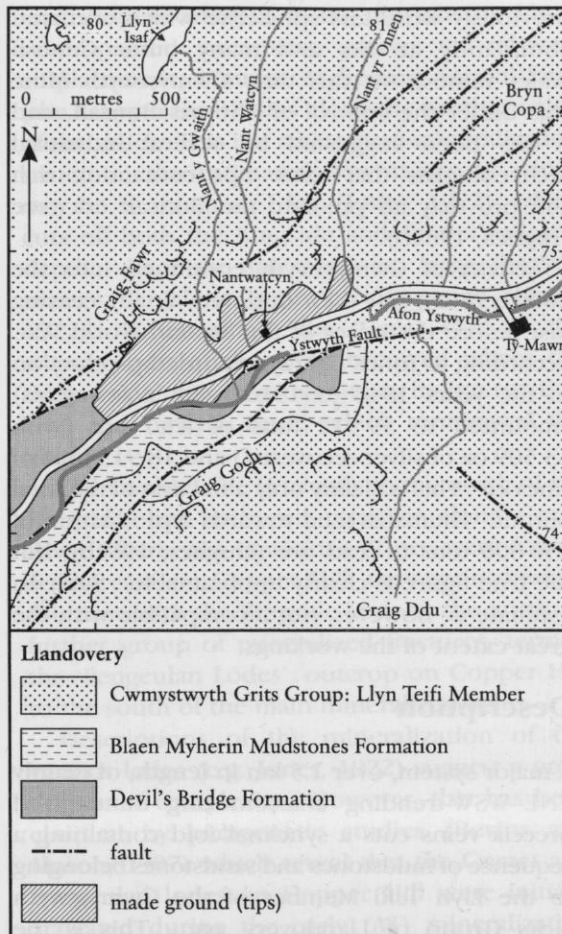 80
Llyn
Isaf
81
0 metres 500
N
Nant y Gwaith
Nant Watcyn
Nant yr Onnen
Bryn
Copa
75
Graig Fawr
Nantwatcyn
Afon Ystwyth
Ystwyth Fault
Ty-Mawr
Graig Goch
74
Graig Ddu
Llandovery
Cwmystwyth Grits Group: Llyn Teifi Member
Blaen Myherin Mudstones Formation
Devil's Bridge Formation
fault
made ground (tips)